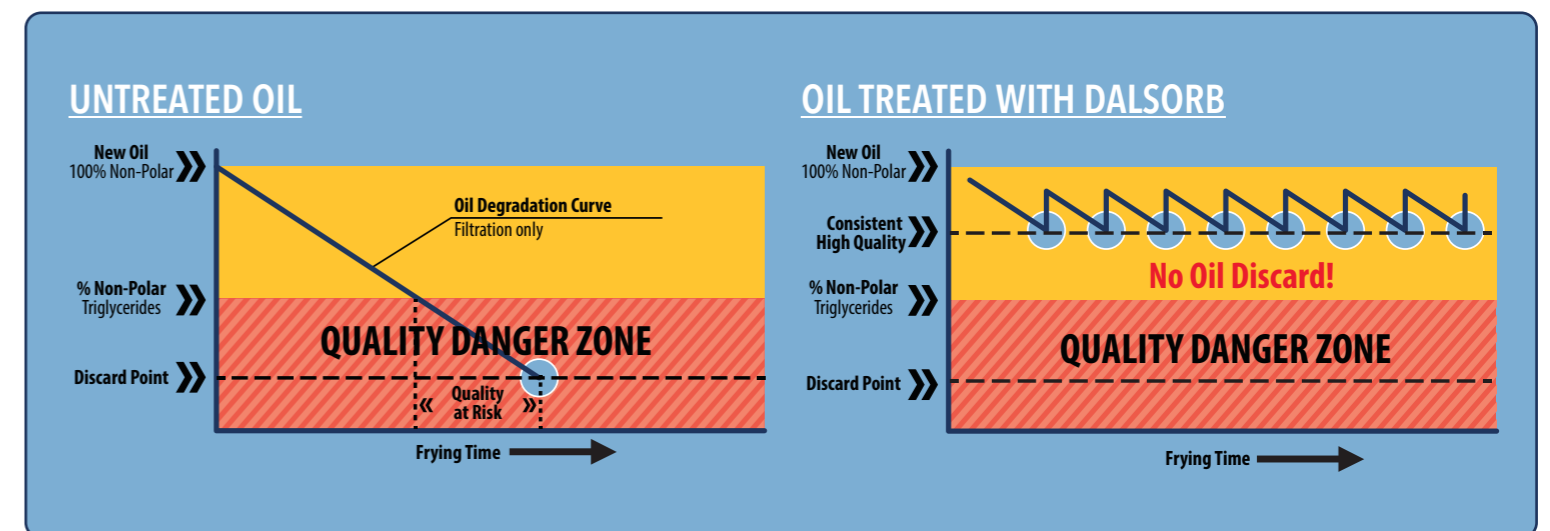 UNTREATED OIL
New Oil
100% Non-Polar
Oil Degradation Curve
Filtration only
% Non-Polar
Triglycerides
QUALITY DANGER ZONE
Discard Point
Quality
at Risk
Frying Time
OIL TREATED WITH DALSORB
New Oil
100% Non-Polar
Consistent
High Quality
No Oil Discard!
% Non-Polar
Triglycerides
QUALITY DANGER ZONE
Discard Point
Frying Time